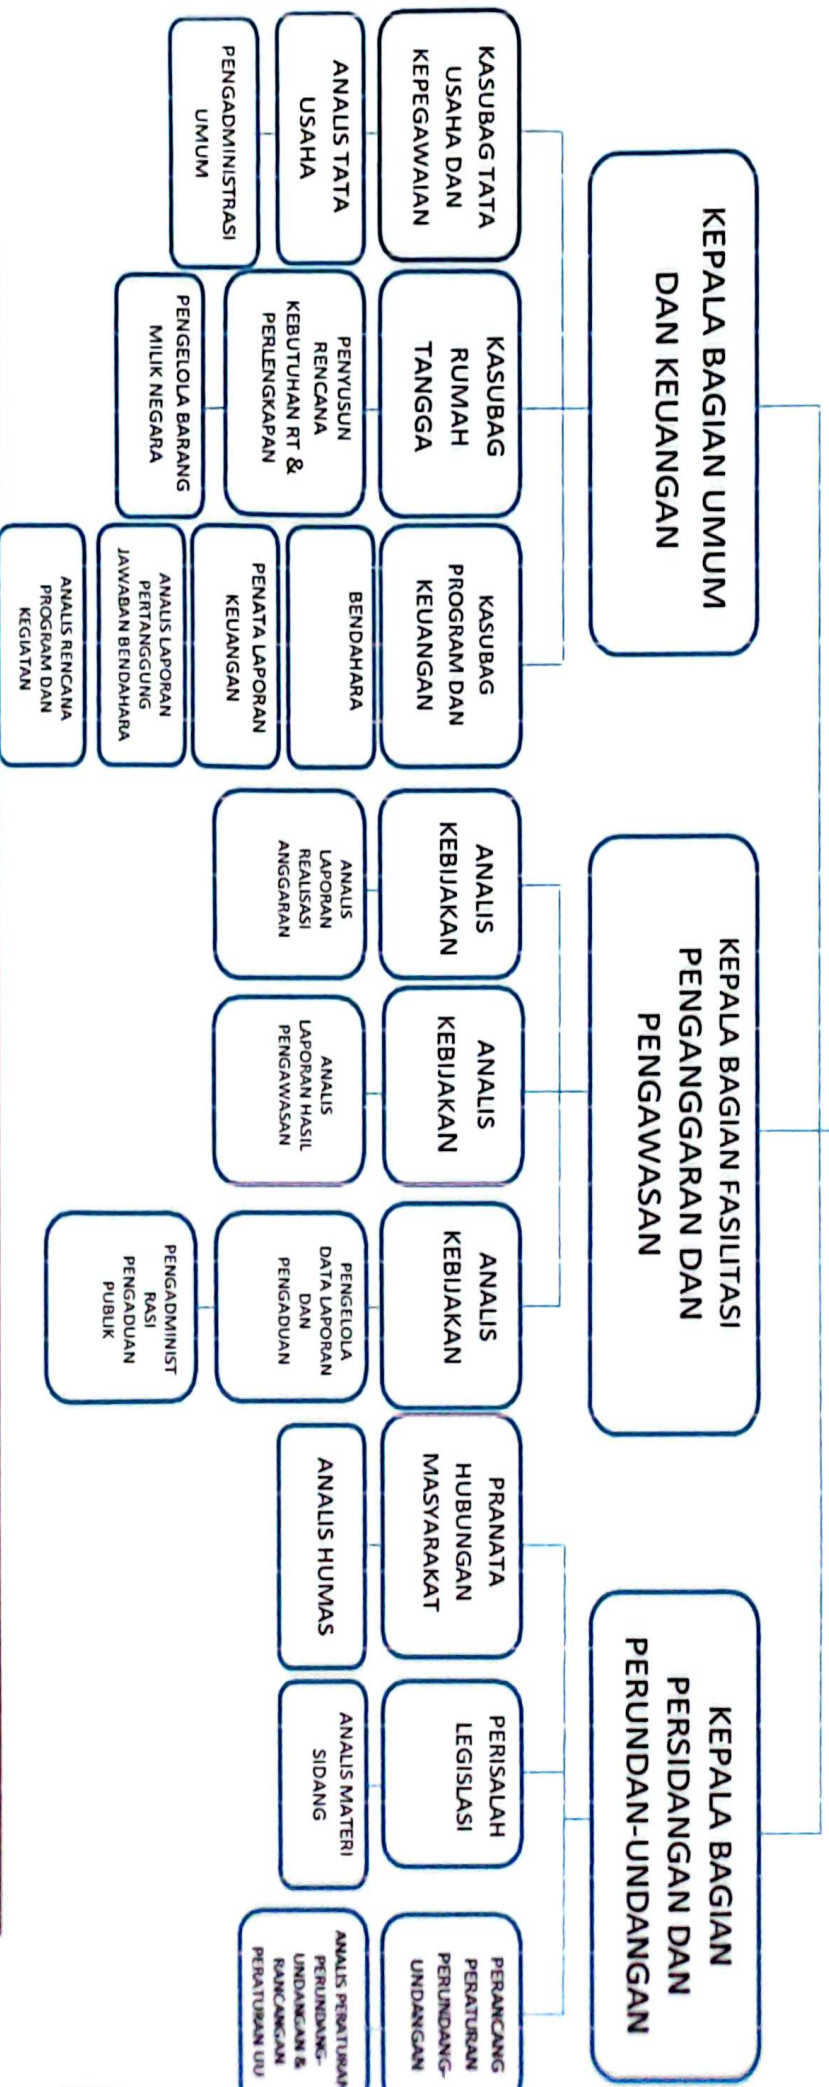 KEPALA BAGIAN UMUM
DAN KEUANGAN
KEPALA BAGIAN FASILITASI
PENGANGGARAN DAN
PENGAWASAN
KEPALA BAGIAN
PERSIDANGAN DAN
PERUNDAN-UNDANGAN
KASUBAG TATA
USAHA DAN
KEPEGAWAIAN
KASUBAG
RUMAH
TANGGA
KASUBAG
PROGRAM DAN
KEUANGAN
ANALIS
KEBIJAKAN
ANALIS
KEBIJAKAN
ANALIS
KEBIJAKAN
PRANATA
HUBUNGAN
MASYARAKAT
PERISALAH
LEGISLASI
PERANCANG
PERATURAN
PERUNDANG-
UNDANGAN
ANALIS TATA
USAHA
PENYUSUN
RENCANA
KEBUTUHAN RT &
PERLENGKAPAN
BENDAHARA
ANALIS
LAPORAN
REALISASI
ANGGARAN
ANALIS
LAPORAN HASIL
PENGAWASAN
PENGELOLA
DATA LAPORAN
DAN
PENGADUAN
ANALIS HUMAS
ANALIS MATERI
SIDANG
ANALIS PERATURAN
PERUNDANG-
UNDANGAN &
RANCANGAN
PERATURAN UU
PENGADMINISTRASI
UMUM
PENGELOLA BARANG
MILIK NEGARA
PENATA LAPORAN
KEUANGAN
PENGADMINIST
RASI
PENGADUAN
PUBLIK
ANALIS LAPORAN
PERTANGGUNG
JAWABAN BENDAHARA
ANALIS RENCANA
PROGRAM DAN
KEGIATAN